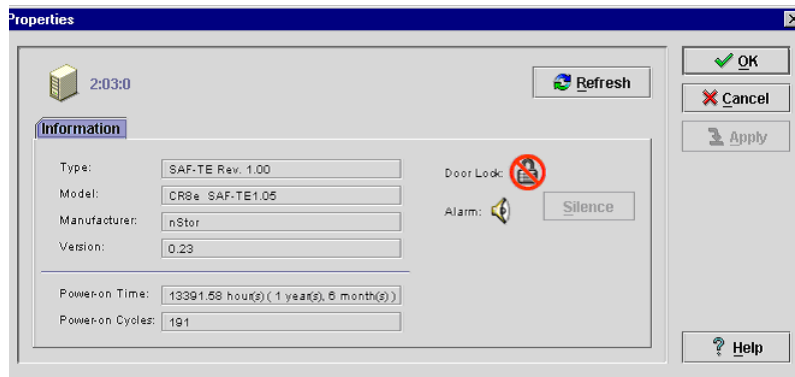 Properties
2:03:0
Refresh
OK
Cancel
Apply
Information
Type: SAF-TE Rev. 1.00
Model: CR8e SAF-TE1.05
Manufacturer: nStor
Version: 0.23
Door Lock:
Alarm:
Silence
Power-on Time: 13391.58 hour(s) ( 1 year(s), 6 month(s) )
Power-on Cycles: 191
Help